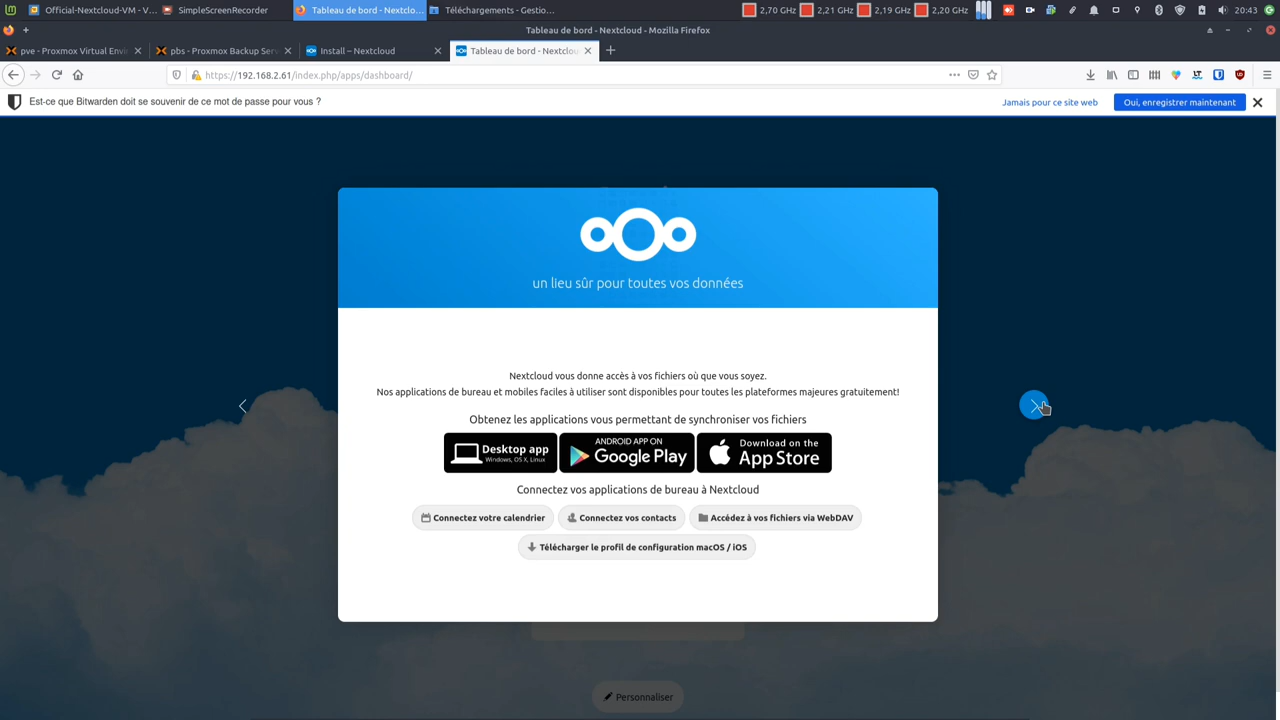 Official-Nextcloud-VM - V...
SimpleScreenRecorder
Tableau de bord - Nextclo...
Téléchargements - Gestio...
2,70 GHz
2,21 GHz
2,19 GHz
2,20 GHz
20:43
Tableau de bord - Nextcloud - Mozilla Firefox
pve - Proxmox Virtual Envi
pbs - Proxmox Backup Serv
Install – Nextcloud
Tableau de bord - Nextclou
https://192.168.2.61/index.php/apps/dashboard/
Est-ce que Bitwarden doit se souvenir de ce mot de passe pour vous ?
Jamais pour ce site web
Oui, enregistrer maintenant
un lieu sûr pour toutes vos données
Nextcloud vous donne accès à vos fichiers où que vous soyez.
Nos applications de bureau et mobiles faciles à utiliser sont disponibles pour toutes les plateformes majeures gratuitement!
Obtenez les applications vous permettant de synchroniser vos fichiers
Desktop app
Windows, OS X, Linux
ANDROID APP ON
Google Play
Download on the
App Store
Connectez vos applications de bureau à Nextcloud
Connectez votre calendrier
Connectez vos contacts
Accédez à vos fichiers via WebDAV
Télécharger le profil de configuration macOS / iOS
Personnaliser